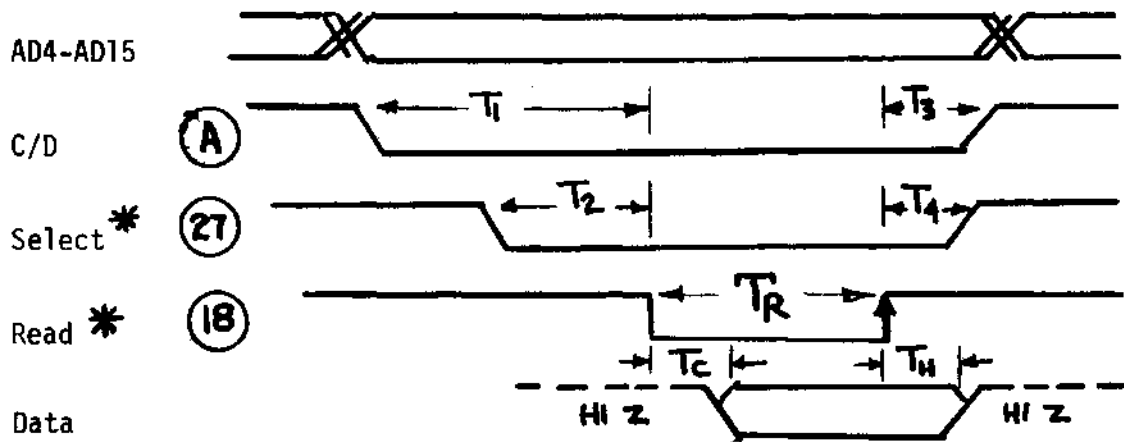 AD4-AD15
T1
T3
C/D A
T2
T4
Select * 27
TR
Read * 18
TC
TH
HI Z
HI Z
Data